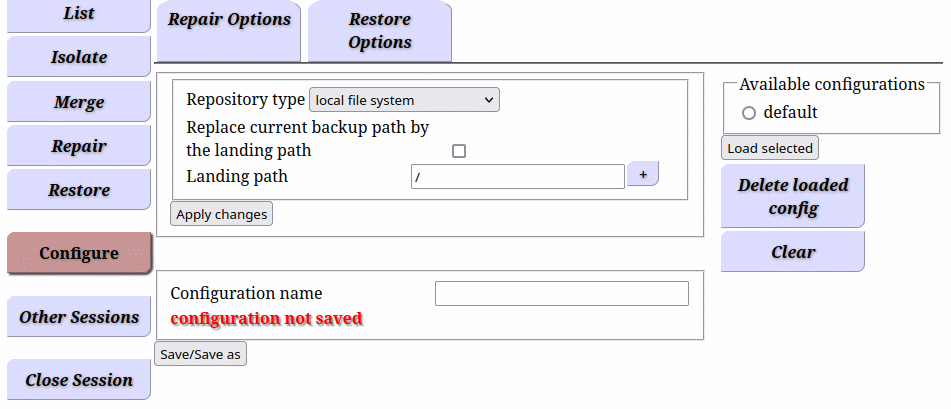 List
Isolate
Merge
Repair
Restore
Configure
Other Sessions
Close Session
Repair Options
Restore
Options
Repository type local file system
Replace current backup path by
the landing path
Landing path / +
Apply changes
Configuration name
configuration not saved
Save/Save as
Available configurations
default
Load selected
Delete loaded
config
Clear